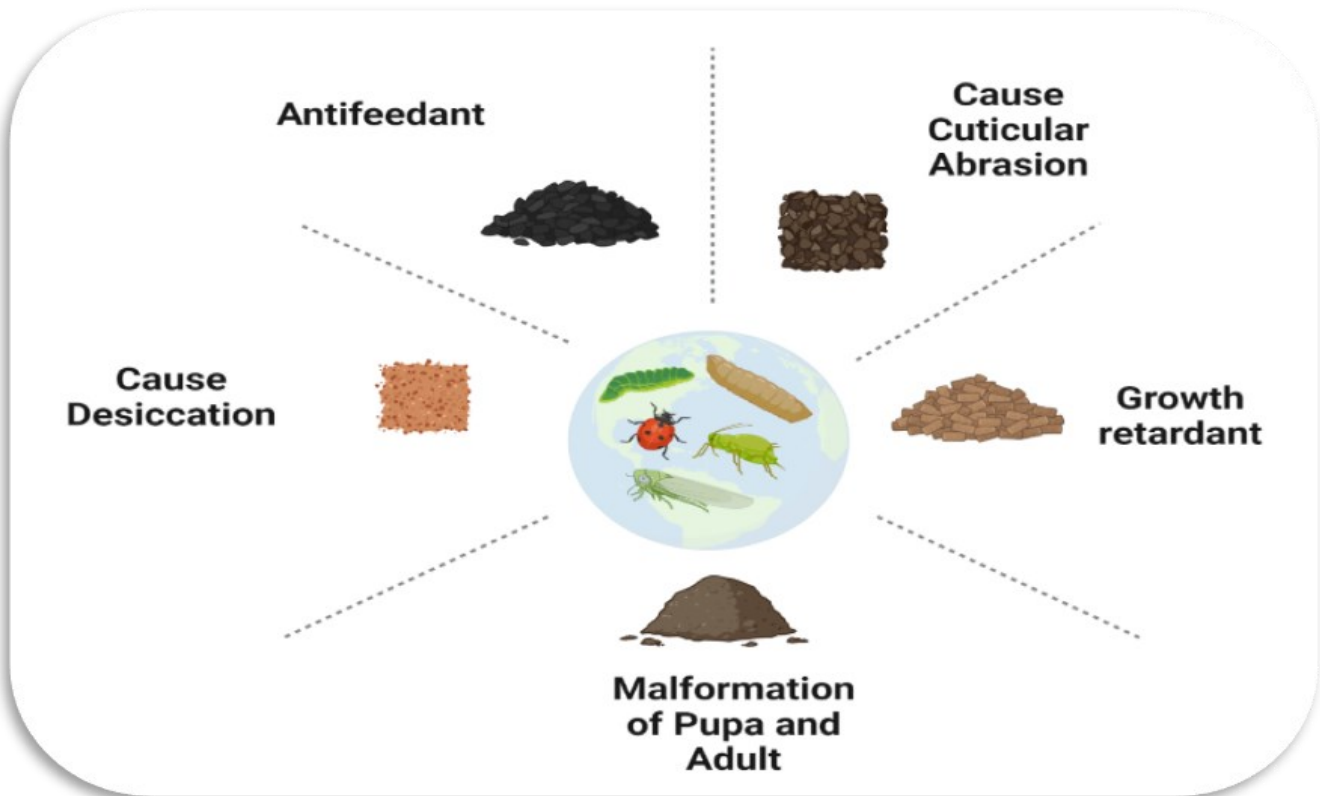 Antifeedant
Cause
Cuticular
Abrasion
Cause
Desiccation
Growth
retardant
Malformation
of Pupa and
Adult